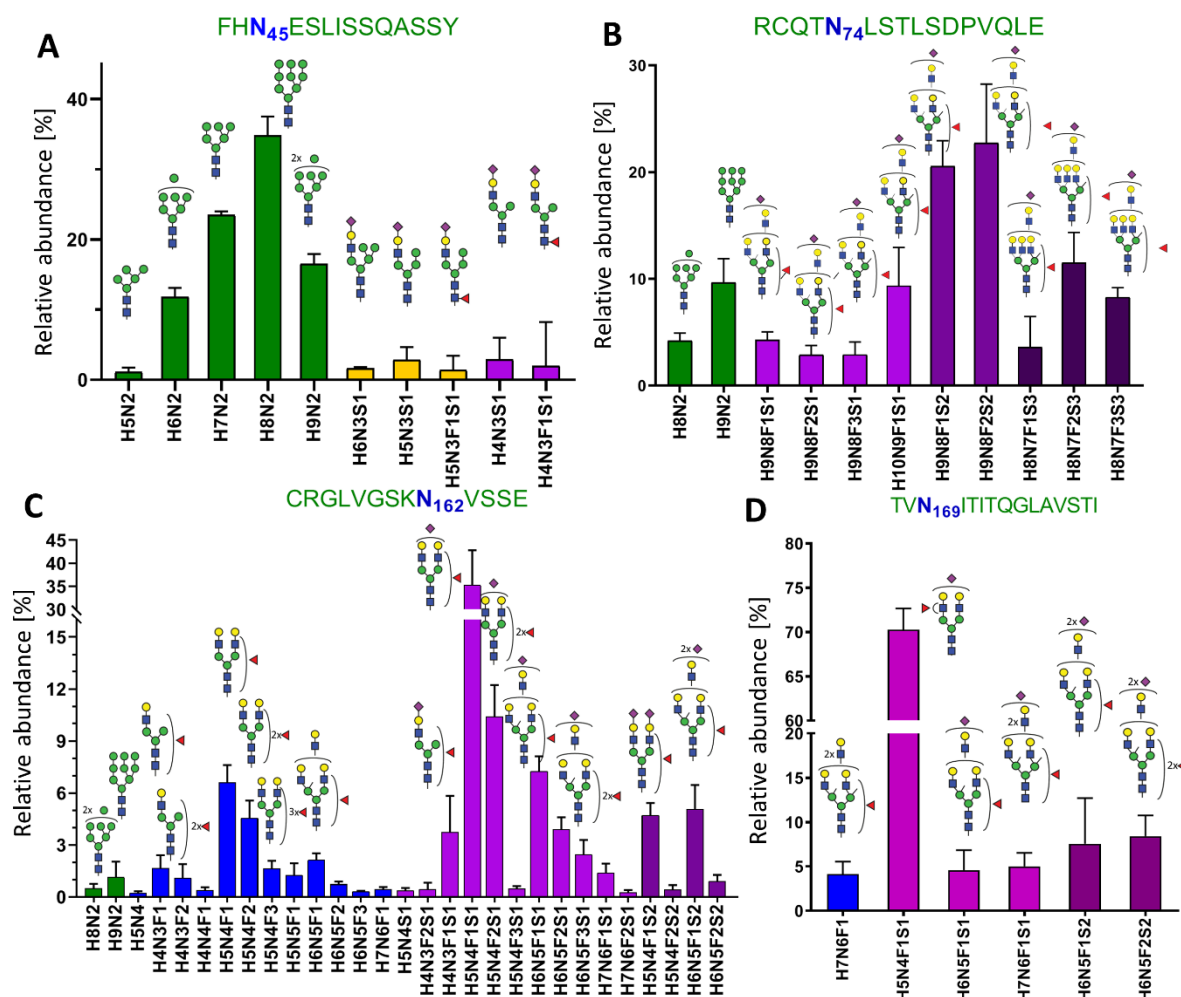 A
FHN45ESLISSQASSY
Relative abundance [%]
40
20
0
2x
H5N2
H6N2
H7N2
H8N2
H9N2
H6N3S1
H5N3S1
H5N3F1S1
H4N3S1
H4N3F1S1
B
RCQTN74LSTLSDPVQLE
Relative abundance [%]
30
20
10
0
H8N2
H9N2
H9N8F1S1
H9N8F2S1
H9N8F3S1
H10N9F1S1
H9N8F1S2
H9N8F2S2
H8N7F1S3
H8N7F2S3
H8N7F3S3
C
CRGLVGSKN162VSSE
Relative abundance [%]
45
40
35
30
15
12
9
6
3
0
2x
2x
2x
3x
2x
2x
2x
H8N2
H9N2
H5N4
H4N3F1
H4N3F2
H4N4F1
H5N4F1
H5N4F2
H5N4F3
H5N5F1
H6N5F1
H6N5F2
H6N5F3
H7N6F1
H5N4S1
H4N3F2S1
H4N3F1S1
H5N4F1S1
H5N4F2S1
H5N4F3S1
H6N5F1S1
H6N5F2S1
H6N5F3S1
H7N6F1S1
H7N6F2S1
H5N4F1S2
H5N4F2S2
H6N5F1S2
H6N5F2S2
D
TVN169ITITQGLAVSTI
Relative abundance [%]
80
75
70
65
60
20
15
10
5
0
2x
2x
2x
2x
2x
H7N6F1
H5N4F1S1
H6N5F1S1
H7N6F1S1
H6N5F1S2
H6N5F2S2